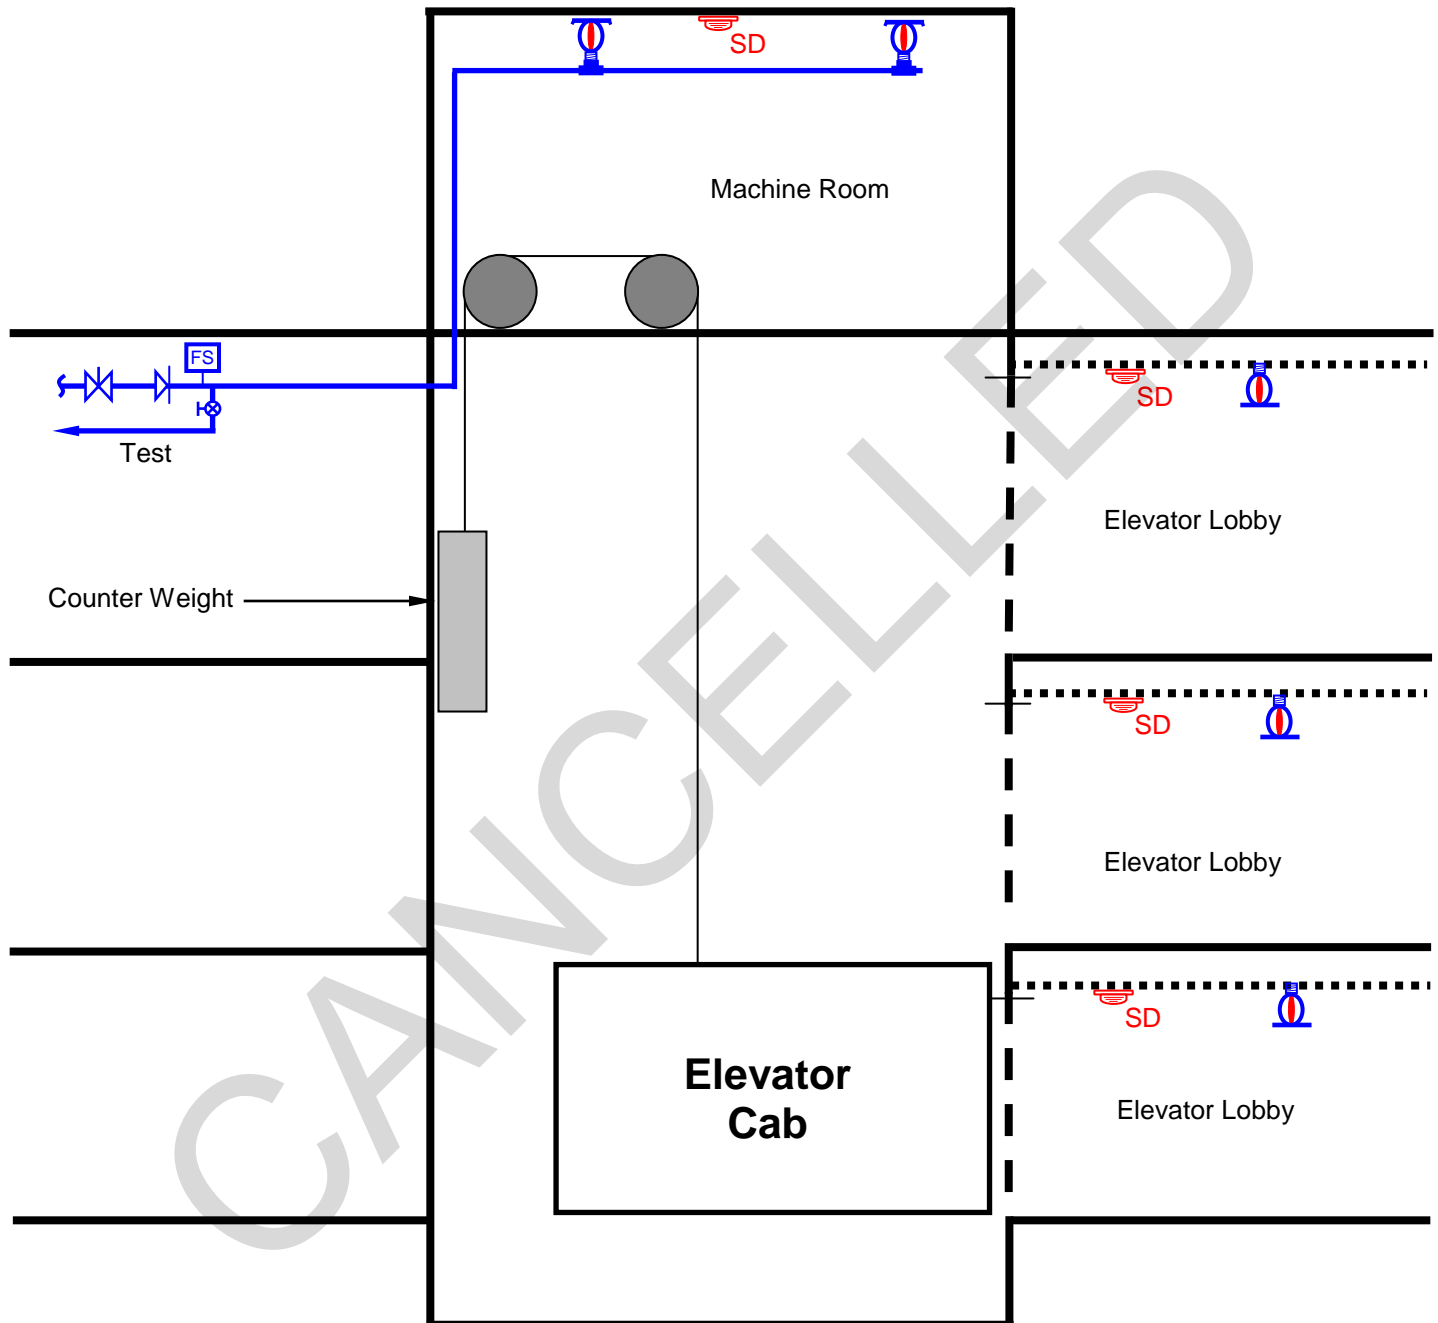 SD
Machine Room
FS
SD
Test
Elevator Lobby
Counter Weight
SD
Elevator Lobby
SD
Elevator
Cab
Elevator Lobby
CANCELLED